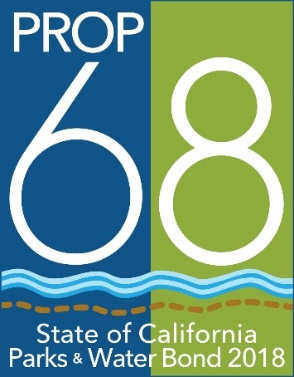 PROP
68
State of California
Parks & Water Bond 2018